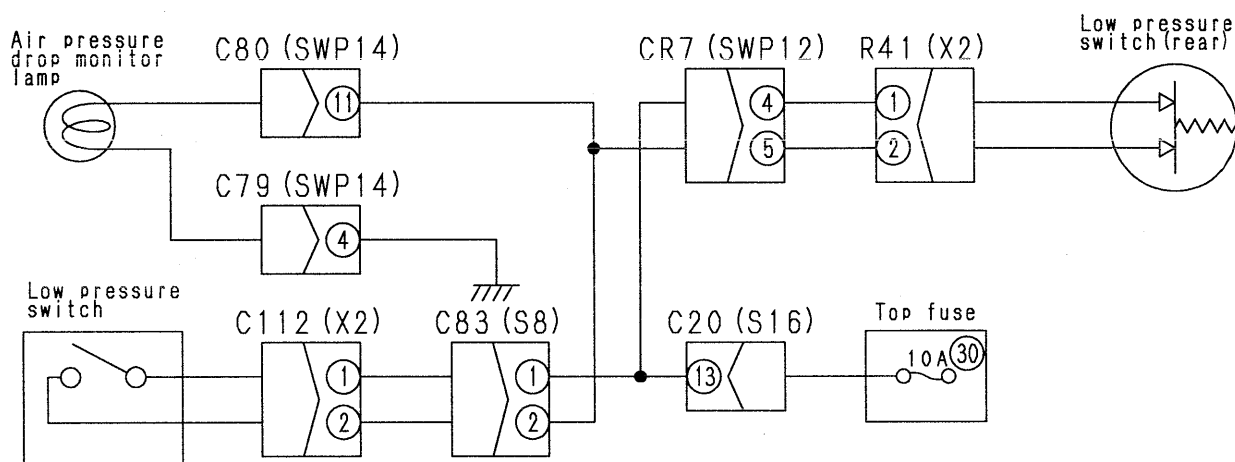 Air pressure
drop monitor
lamp
C80 (SWP14)
11
CR7 (SWP12)
4
5
R41 (X2)
1
2
Low pressure
switch(rear)
C79 (SWP14)
4
Low pressure
switch
C112 (X2)
1
2
C83 (S8)
1
2
C20 (S16)
13
Top fuse
10A
30